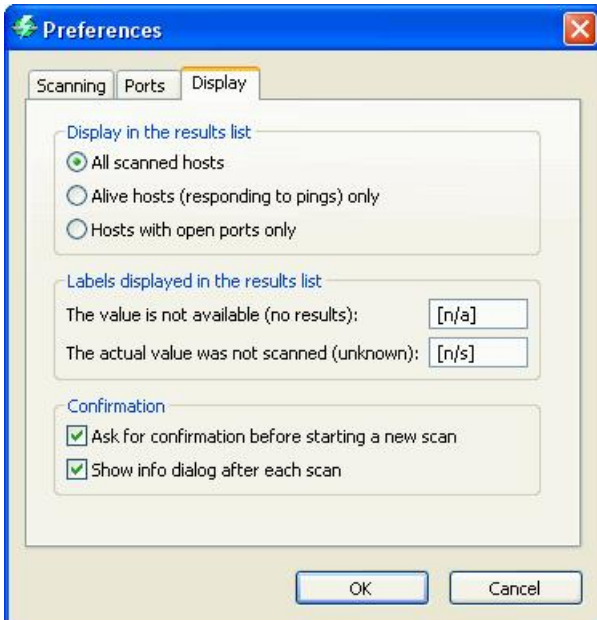 Preferences
Scanning Ports Display
Display in the results list
All scanned hosts
Alive hosts (responding to pings) only
Hosts with open ports only
Labels displayed in the results list
The value is not available (no results): [n/a]
The actual value was not scanned (unknown): [n/s]
Confirmation
Ask for confirmation before starting a new scan
Show info dialog after each scan
OK Cancel